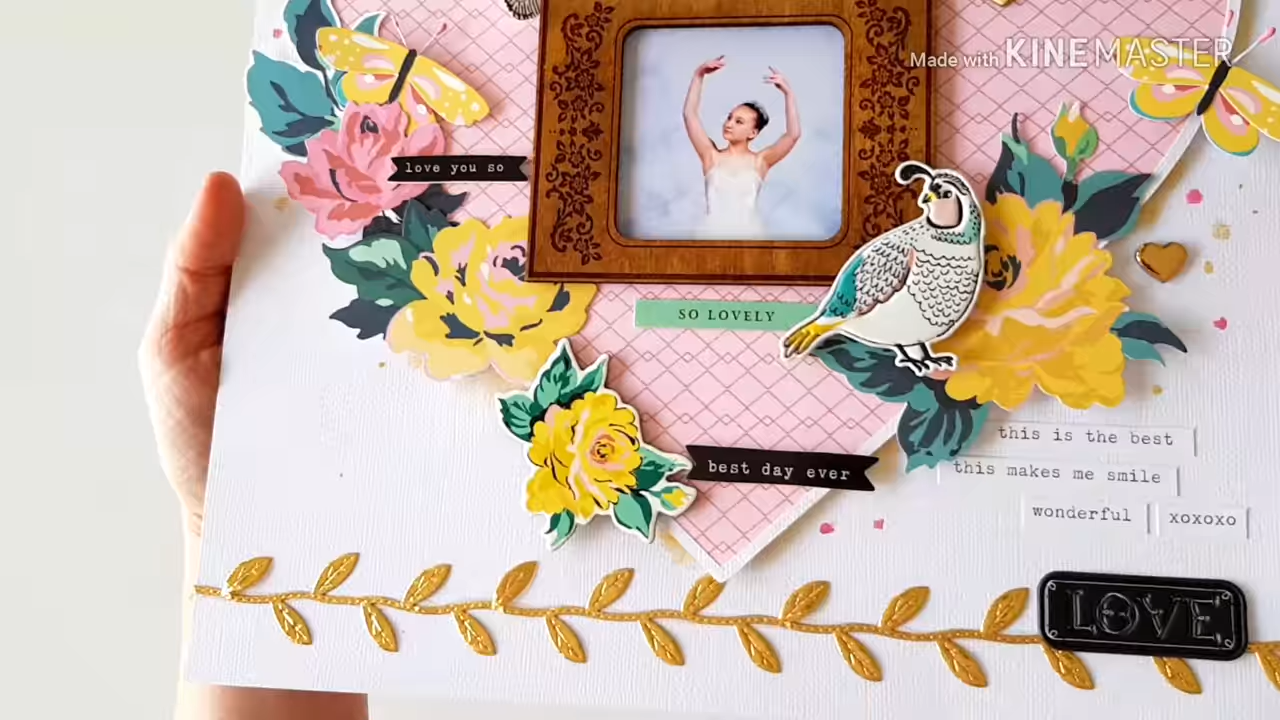 Made with KINEMASTER
love you so
SO LOVELY
this is the best
best day ever
this makes me smile
wonderful
xoxoxo
LOVE